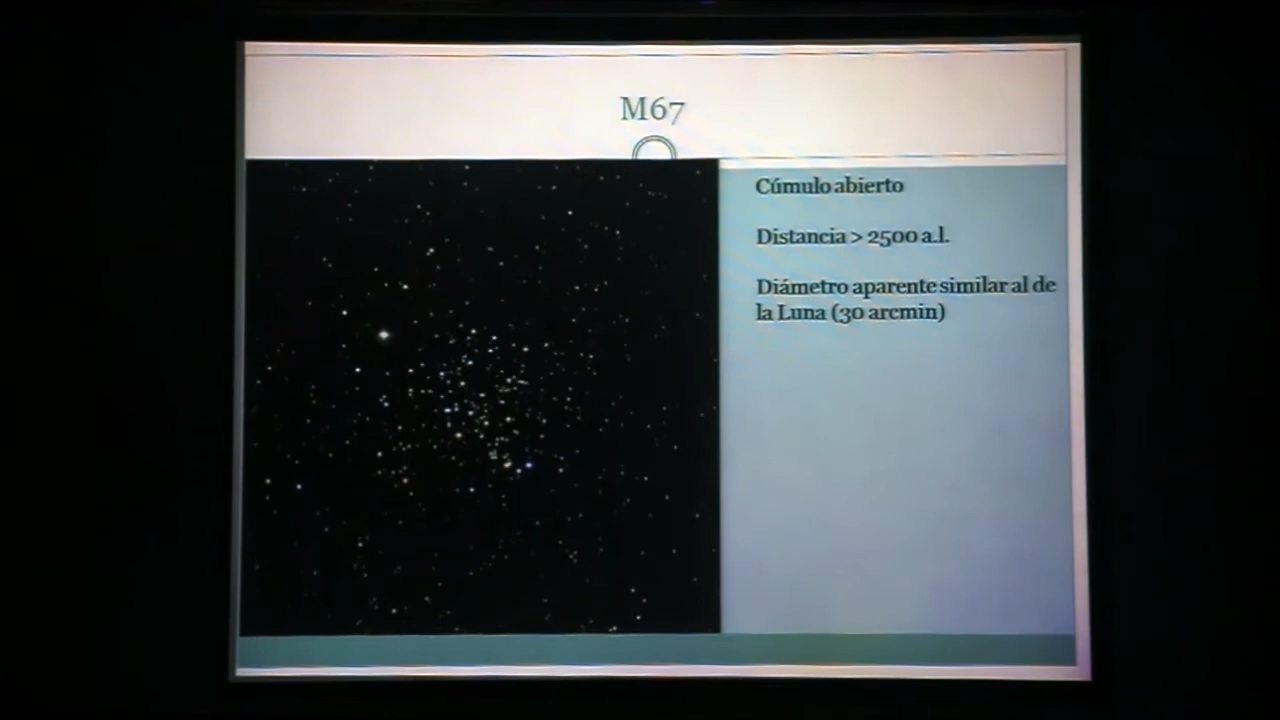 M67
Cúmulo abierto
Distancia > 2500 a.l.
Diámetro aparente similar al de
la Luna (30 arcmin)